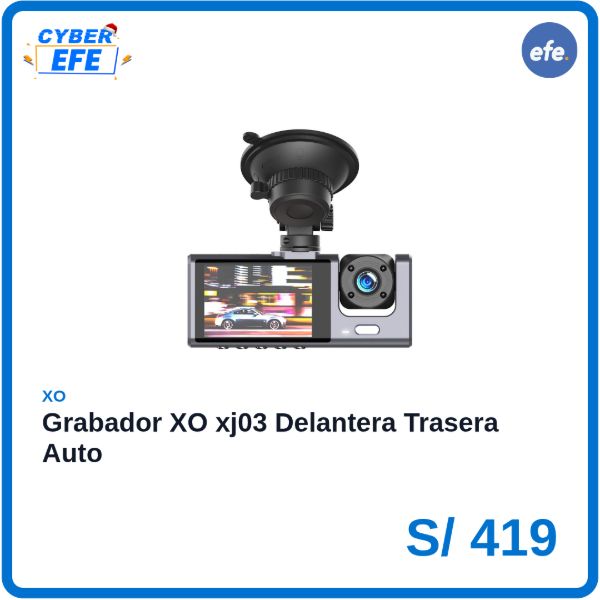 CYBER
EFE
efe.
XO
Grabador XO xj03 Delantera Trasera
Auto
S/ 419